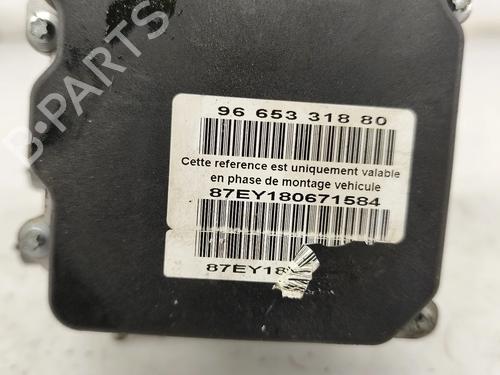 B-PARTS
96 653 318 80
Cette reference est uniquement valable
en phase de montage vehicule
87EY180671584
87EY18